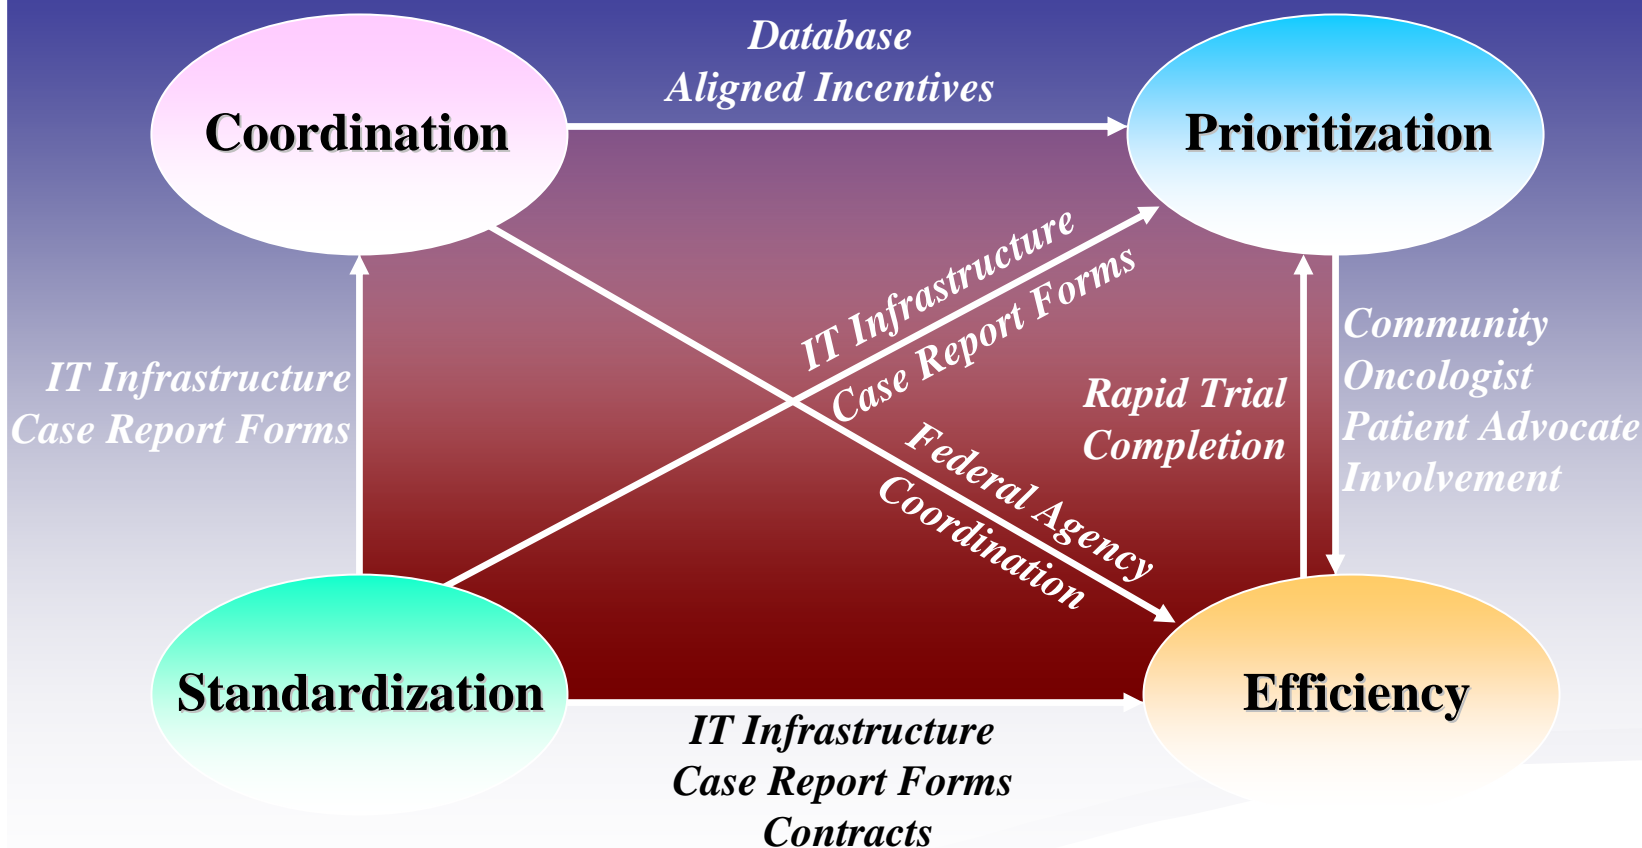 Database
Aligned Incentives
Coordination
Prioritization
IT Infrastructure
Case Report Forms
IT Infrastructure
Case Report Forms
Federal Agency
Coordination
Rapid Trial
Completion
Community
Oncologist
Patient Advocate
Involvement
Standardization
Efficiency
IT Infrastructure
Case Report Forms
Contracts